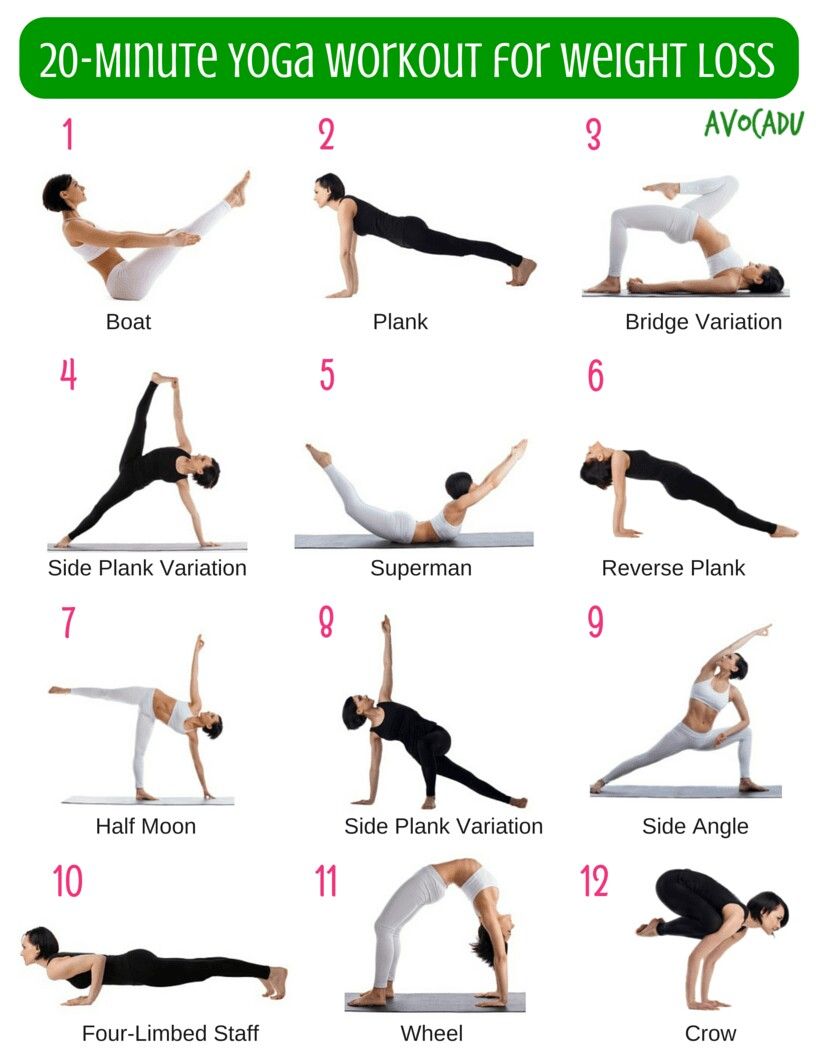 20-Minute Yoga Workout for Weight Loss
AVOCADU
1
2
3
Boat
Plank
Bridge Variation
4
5
6
Side Plank Variation
Superman
Reverse Plank
7
8
9
Half Moon
Side Plank Variation
Side Angle
10
11
12
Four-Limbed Staff
Wheel
Crow